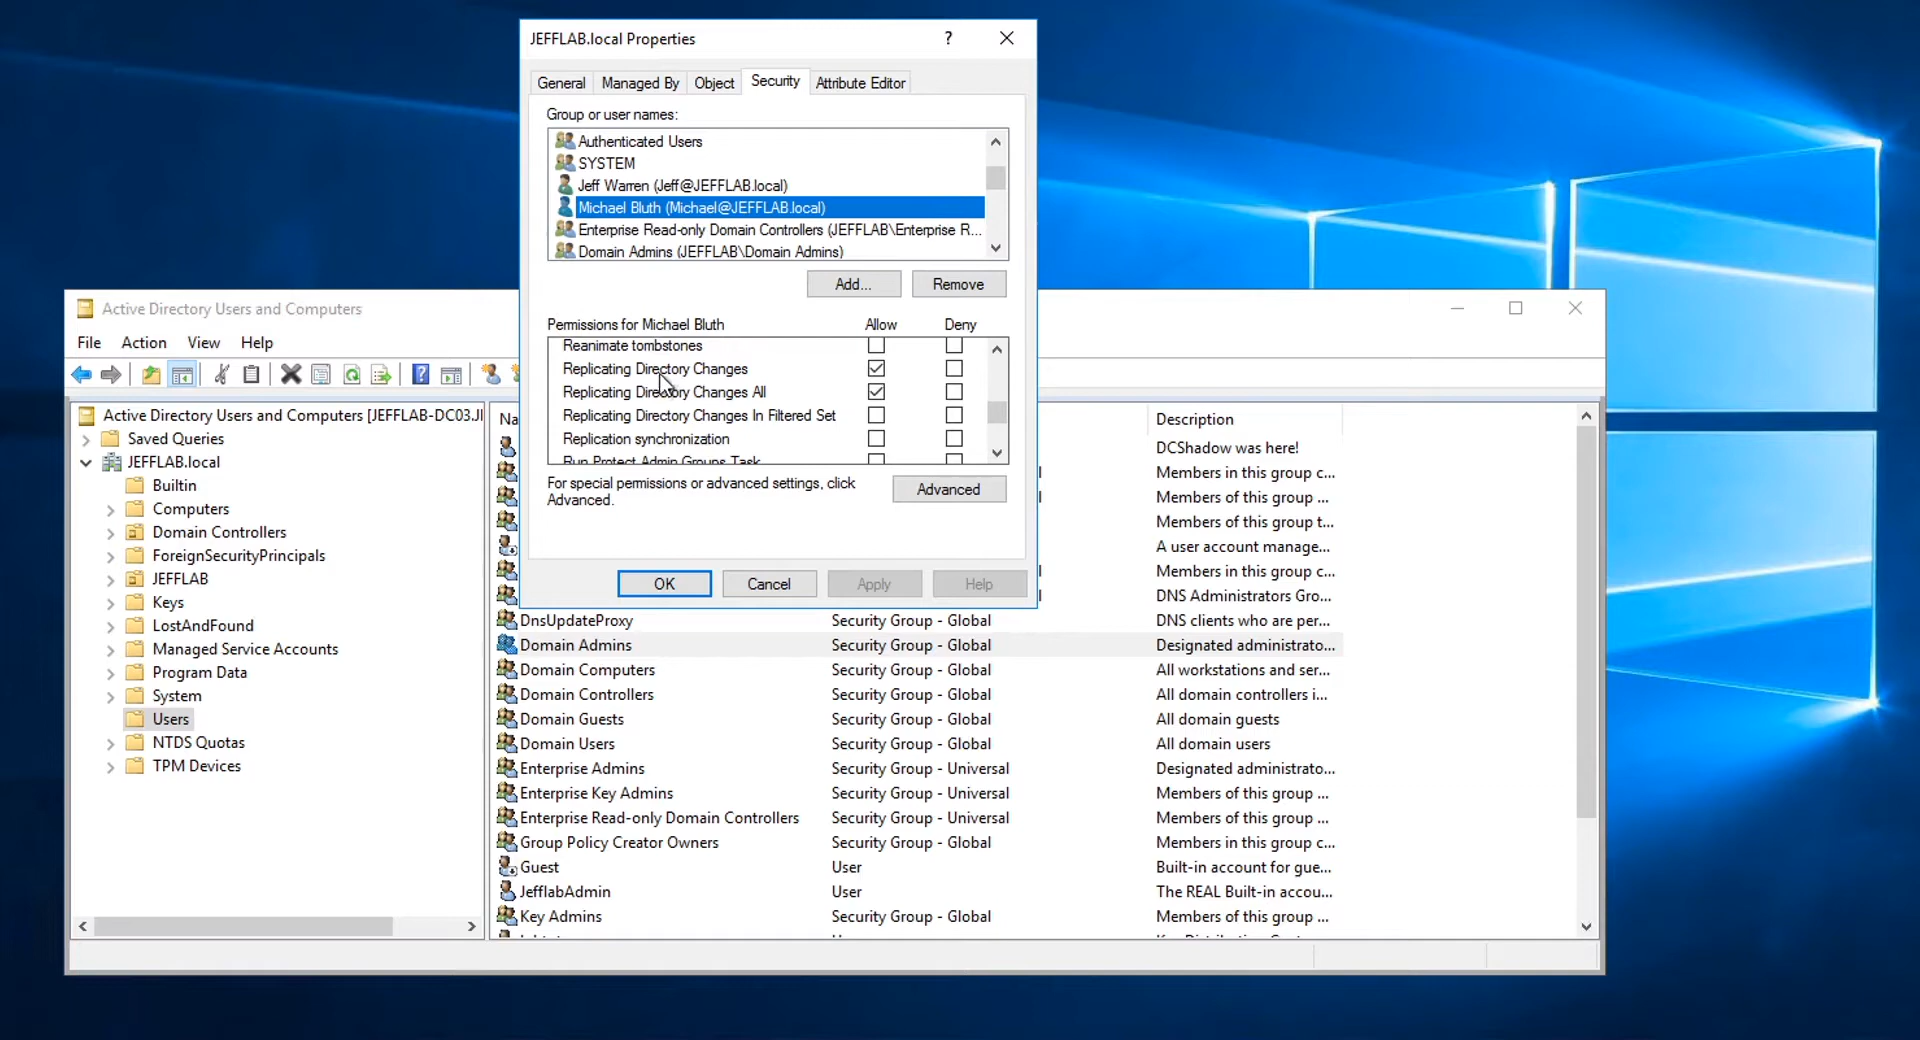 JEFFLAB.local Properties
?
General Managed By Object Security Attribute Editor
Group or user names:
Authenticated Users
SYSTEM
Jeff Warren (Jeff@JEFFLAB.local)
Michael Bluth (Michael@JEFFLAB.local)
Enterprise Read-only Domain Controllers (JEFFLAB\Enterprise R...
Domain Admins (JEFFLAB\Domain Admins)
Add... Remove
Permissions for Michael Bluth Allow Deny
Reanimate tombstones
Replicating Directory Changes
Replicating Directory Changes All
Replicating Directory Changes In Filtered Set
Replication synchronization
Run Protect Admin Groups Task
For special permissions or advanced settings, click
Advanced.
Advanced
OK Cancel Apply Help
Active Directory Users and Computers
File Action View Help
Active Directory Users and Computers [JEFFLAB-DC03.JI
Saved Queries
JEFFLAB.local
Builtin
Computers
Domain Controllers
ForeignSecurityPrincipals
JEFFLAB
Keys
LostAndFound
Managed Service Accounts
Program Data
System
Users
NTDS Quotas
TPM Devices
Na Description
DCShadow was here!
Members in this group c...
Members of this group ...
Members of this group t...
A user account manage...
Members in this group c...
DNS Administrators Gro...
DnsUpdateProxy Security Group - Global DNS clients who are per...
Domain Admins Security Group - Global Designated administrato...
Domain Computers Security Group - Global All workstations and ser...
Domain Controllers Security Group - Global All domain controllers i...
Domain Guests Security Group - Global All domain guests
Domain Users Security Group - Global All domain users
Enterprise Admins Security Group - Universal Designated administrato...
Enterprise Key Admins Security Group - Universal Members of this group ...
Enterprise Read-only Domain Controllers Security Group - Universal Members of this group ...
Group Policy Creator Owners Security Group - Global Members in this group c...
Guest User Built-in account for gue...
JefflabAdmin User The REAL Built-in accou...
Key Admins Security Group - Global Members of this group ...